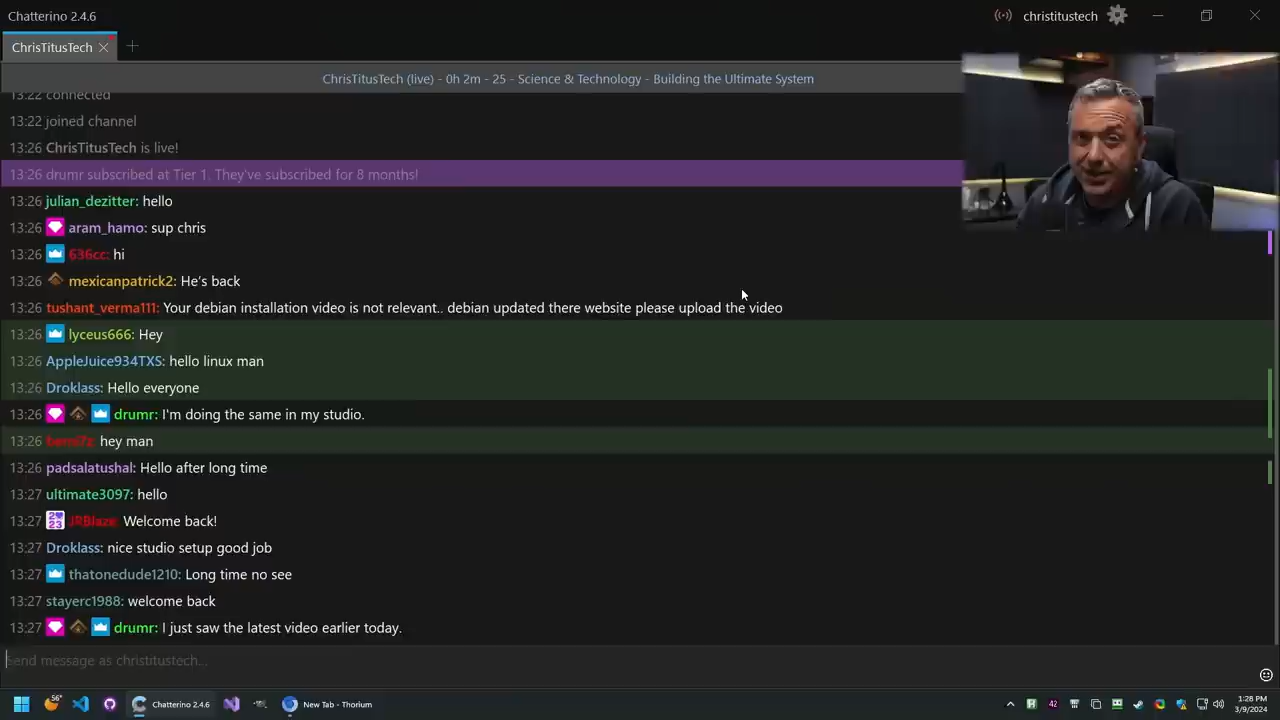 Chatterino 2.4.6
christitustech
ChrisTitusTech
ChrisTitusTech (live) - 0h 2m - 25 - Science & Technology - Building the Ultimate System
13:22 connected
13:22 joined channel
13:26 ChrisTitusTech is live!
13:26 drumr subscribed at Tier 1. They've subscribed for 8 months!
13:26 julian_dezitter: hello
13:26 aram_hamo: sup chris
13:26 636cc: hi
13:26 mexicanpatrick2: He's back
13:26 tushant_verma111: Your debian installation video is not relevant.. debian updated there website please upload the video
13:26 lyceus666: Hey
13:26 AppleJuice934TXS: hello linux man
13:26 Droklass: Hello everyone
13:26 drumr: I'm doing the same in my studio.
13:26 hey man
13:26 padsalatushal: Hello after long time
13:27 ultimate3097: hello
13:27 JRBlaze: Welcome back!
13:27 Droklass: nice studio setup good job
13:27 thatonedude1210: Long time no see
13:27 stayerc1988: welcome back
13:27 drumr: I just saw the latest video earlier today.
Send message as christitustech...
56°
Chatterino 2.4.6
New Tab - Thorium
42
1:28 PM
3/9/2024